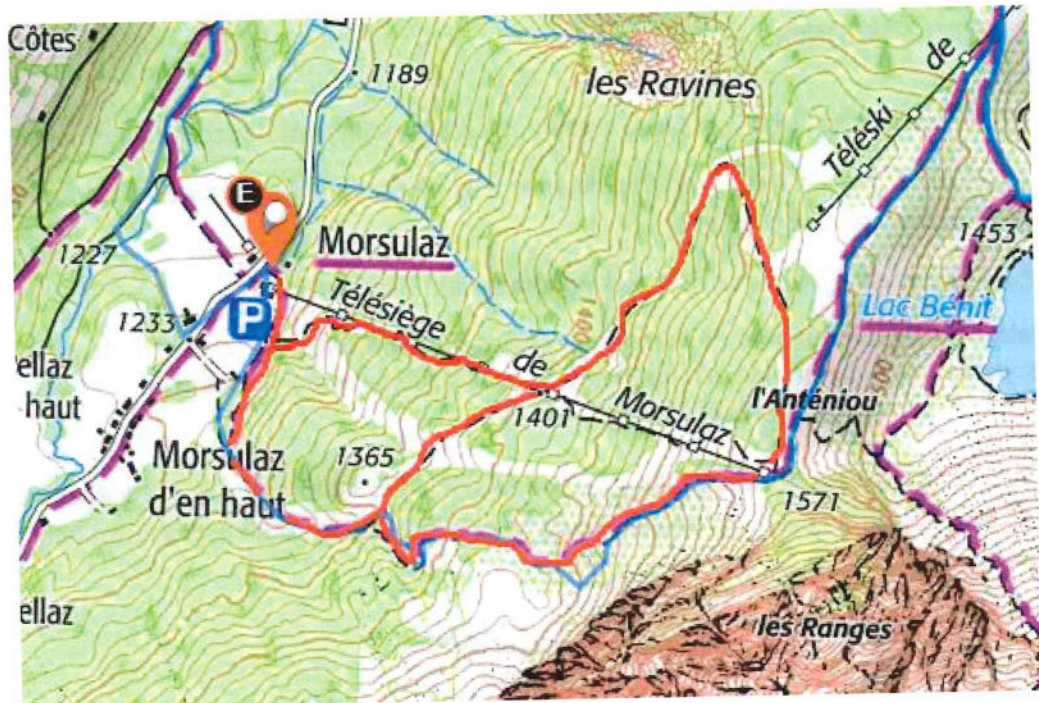 Côtes
1189
les Ravines
Téléski
de
E
1227
Morsulaz
1453
P
Télésiège
1233
Lac Bénit
ellaz
haut
de
1401
Morsulaz
l'Anténiou
1365
Morsulaz
d'en haut
1571
ellaz
les Ranges